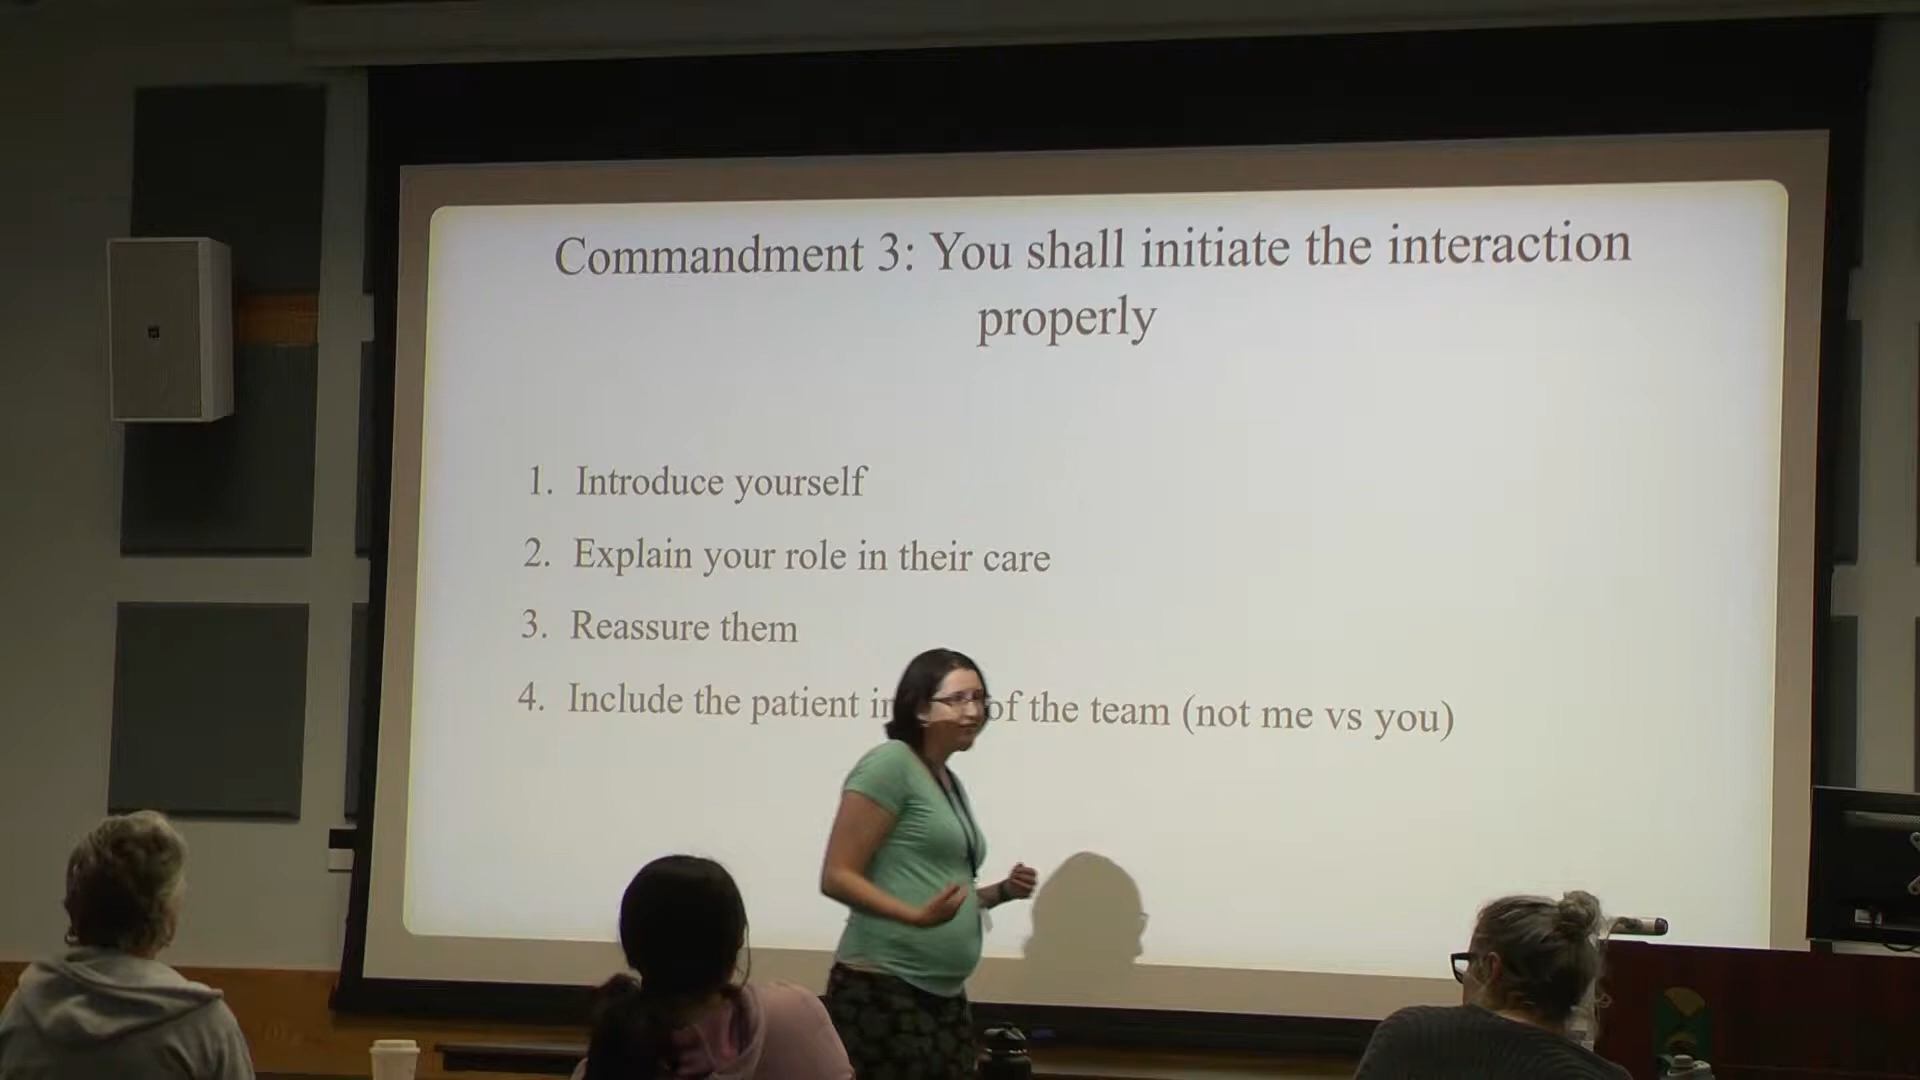 Commandment 3: You shall initiate the interaction
properly
1. Introduce yourself
2. Explain your role in their care
3. Reassure them
4. Include the patient of the team (not me vs you)